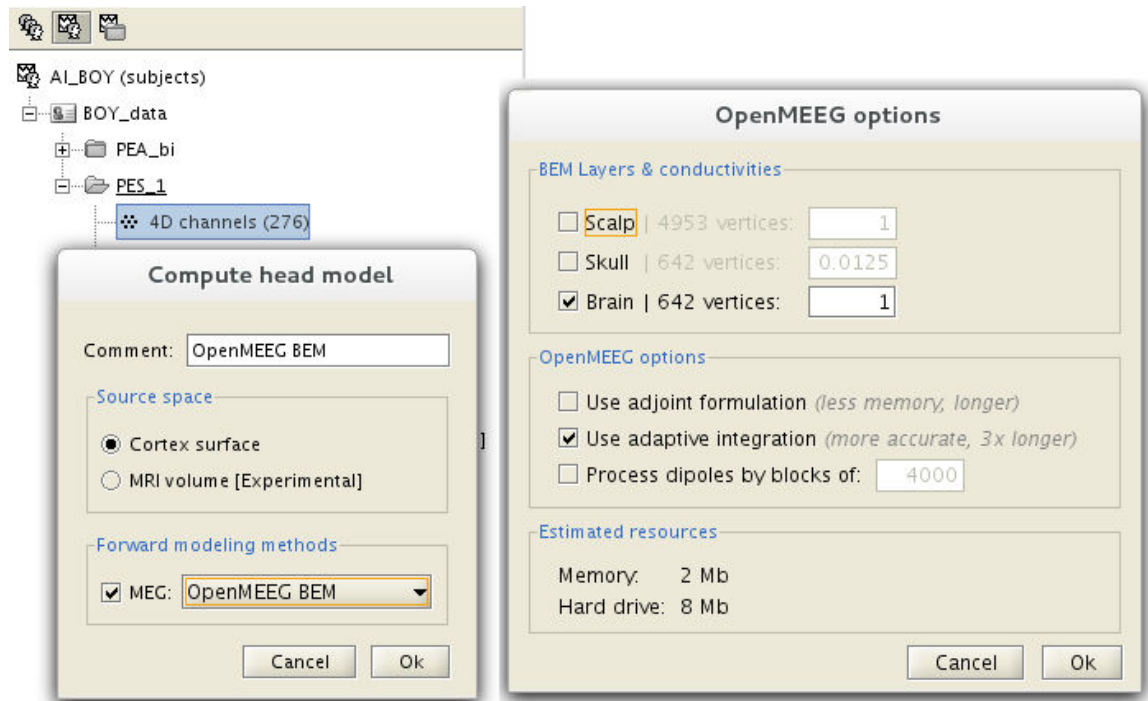 AI_BOY (subjects)
BOY_data
PEA_bi
PES_1
4D channels (276)
]
Compute head model
Comment: OpenMEEG BEM
Source space
Cortex surface
MRI volume [Experimental]
Forward modeling methods
MEG: OpenMEEG BEM
Cancel Ok
OpenMEEG options
BEM Layers & conductivities
Scalp | 4953 vertices: 1
Skull | 642 vertices: 0.0125
Brain | 642 vertices: 1
OpenMEEG options
Use adjoint formulation (less memory, longer)
Use adaptive integration (more accurate, 3x longer)
Process dipoles by blocks of: 4000
Estimated resources
Memory: 2 Mb
Hard drive: 8 Mb
Cancel Ok